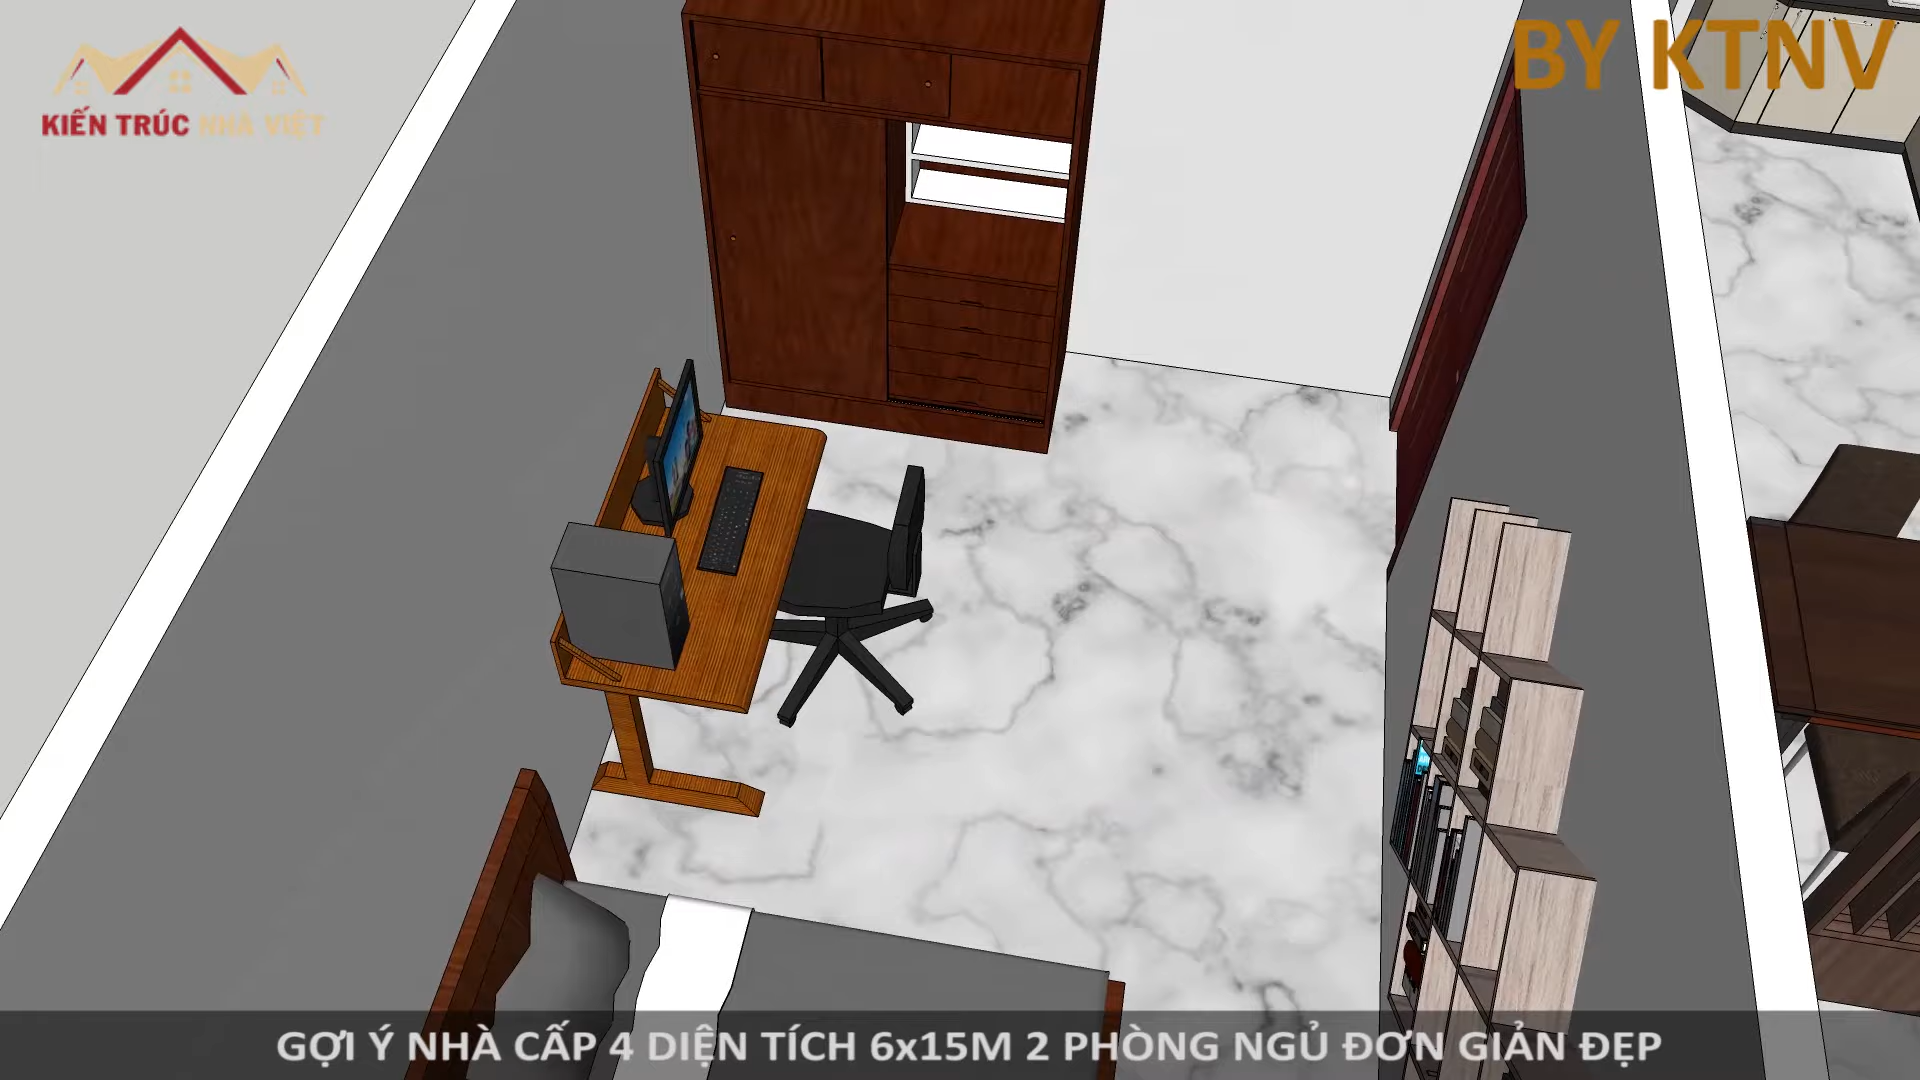 KIẾN TRÚC NHÀ VIỆT
BY KTNV
GỢI Ý NHÀ CẤP 4 DIỆN TÍCH 6x15M 2 PHÒNG NGỦ ĐƠN GIẢN ĐẸP